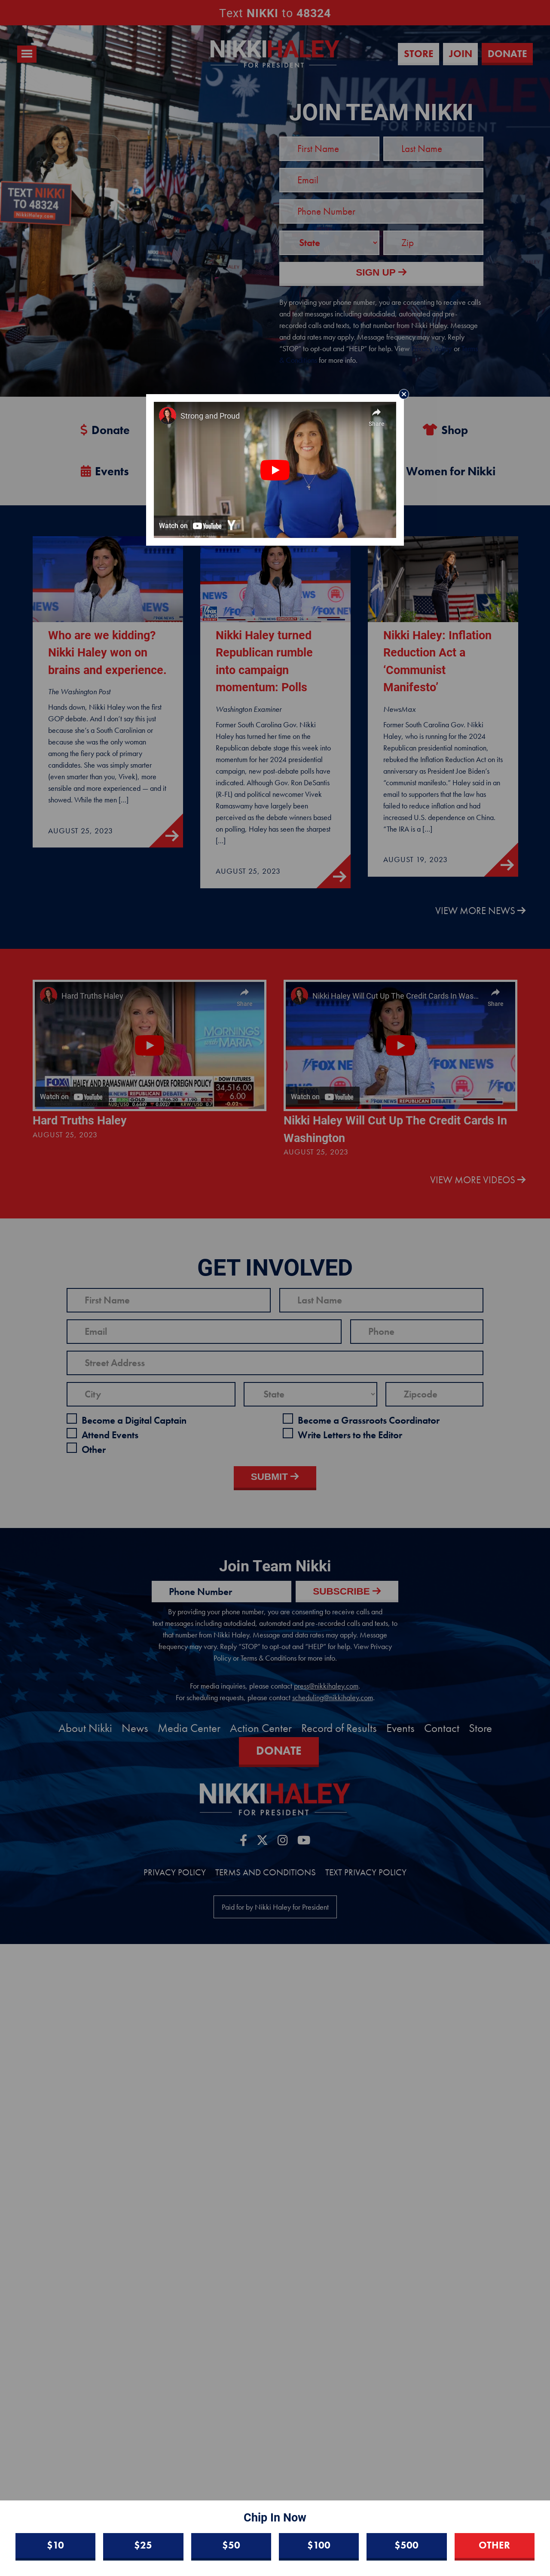 Text NIKKI to 48324
NIKKIHALEY
FOR PRESIDENT
STORE
JOIN
DONATE
JOIN TEAM NIKKI
TEXT NIKKI
TO 48324
NikkiHaley.com
First Name
Last Name
Email
Phone Number
State
Zip
SIGN UP →
By providing your phone number, you are consenting to receive calls
and text messages including autodialed, automated and pre-
recorded calls and texts, to that number from Nikki Haley. Message
and data rates may apply. Message frequency may vary. Reply
"STOP" to opt-out and "HELP" for help. View
or
for more info.
Donate
Shop
Events
Women for Nikki
Strong and Proud
Share
Watch on YouTube
Who are we kidding?
Nikki Haley won on
brains and experience.
The Washington Post
Hands down, Nikki Haley won the first
GOP debate. And I don't say this just
because she's a South Carolinian or
because she was the only woman
among the fiery pack of primary
candidates. She was simply smarter
(even smarter than you, Vivek), more
sensible and more experienced — and it
showed. While the men [...]
AUGUST 25, 2023
Nikki Haley turned
Republican rumble
into campaign
momentum: Polls
Washington Examiner
Former South Carolina Gov. Nikki
Haley has turned her time on the
Republican debate stage this week into
momentum for her 2024 presidential
campaign, new post-debate polls have
indicated. Although Gov. Ron DeSantis
(R-FL) and political newcomer Vivek
Ramaswamy have largely been
perceived as the debate winners based
on polling, Haley has seen the sharpest
[...]
AUGUST 25, 2023
Nikki Haley: Inflation
Reduction Act a
'Communist
Manifesto'
NewsMax
Former South Carolina Gov. Nikki
Haley, who is running for the 2024
Republican presidential nomination,
rebuked the Inflation Reduction Act on its
anniversary as President Joe Biden's
"communist manifesto." Haley said in an
email to supporters that the law has
failed to reduce inflation and had
increased U.S. dependence on China.
"The IRA is a [...]
AUGUST 19, 2023
VIEW MORE NEWS →
Hard Truths Haley
Share
MORNINGS
MARIA
DOW FUTURES
HALEY AND RAMASWAMY CLASH OVER FOREIGN POLICY
34,516.00
6.00
Watch on YouTube
Hard Truths Haley
AUGUST 25, 2023
Nikki Haley Will Cut Up The Credit Cards In Was...
Share
FOX NEWS
Watch on YouTube
Nikki Haley Will Cut Up The Credit Cards In
Washington
AUGUST 25, 2023
VIEW MORE VIDEOS →
GET INVOLVED
First Name
Last Name
Email
Phone
Street Address
City
State
Zipcode
Become a Digital Captain
Become a Grassroots Coordinator
Attend Events
Write Letters to the Editor
Other
SUBMIT →
Join Team Nikki
Phone Number
SUBSCRIBE →
By providing your phone number, you are consenting to receive calls and
text messages including autodialed, automated and pre-recorded calls and texts, to
that number from Nikki Haley. Message and data rates may apply. Message
frequency may vary. Reply "STOP" to opt-out and "HELP" for help. View Privacy
Policy or Terms & Conditions for more info.
For media inquiries, please contact press@nikkihaley.com.
For scheduling requests, please contact scheduling@nikkihaley.com.
About Nikki News Media Center Action Center Record of Results Events Contact Store
DONATE
NIKKIHALEY
FOR PRESIDENT
PRIVACY POLICY TERMS AND CONDITIONS TEXT PRIVACY POLICY
Paid for by Nikki Haley for President
Chip In Now
$10
$25
$50
$100
$500
OTHER